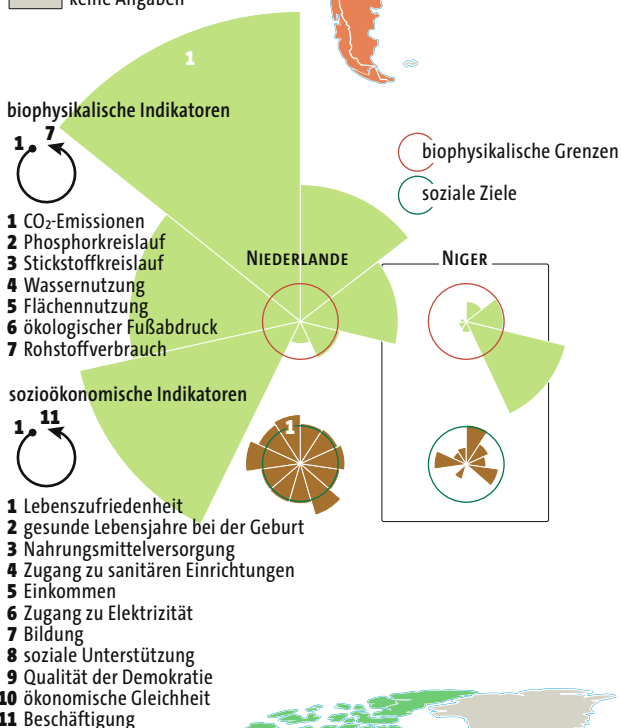 keine Angaben
1
biophysikalische Indikatoren
1 7
biophysikalische Grenzen
soziale Ziele
1 CO₂-Emissionen
2 Phosphorkreislauf
3 Stickstoffkreislauf
4 Wassernutzung
5 Flächennutzung
6 ökologischer Fußabdruck
7 Rohstoffverbrauch
NIEDERLANDE
NIGER
sozioökonomische Indikatoren
1 11
1
1 Lebenszufriedenheit
2 gesunde Lebensjahre bei der Geburt
3 Nahrungsmittelversorgung
4 Zugang zu sanitären Einrichtungen
5 Einkommen
6 Zugang zu Elektrizität
7 Bildung
8 soziale Unterstützung
9 Qualität der Demokratie
10 ökonomische Gleichheit
11 Beschäftigung